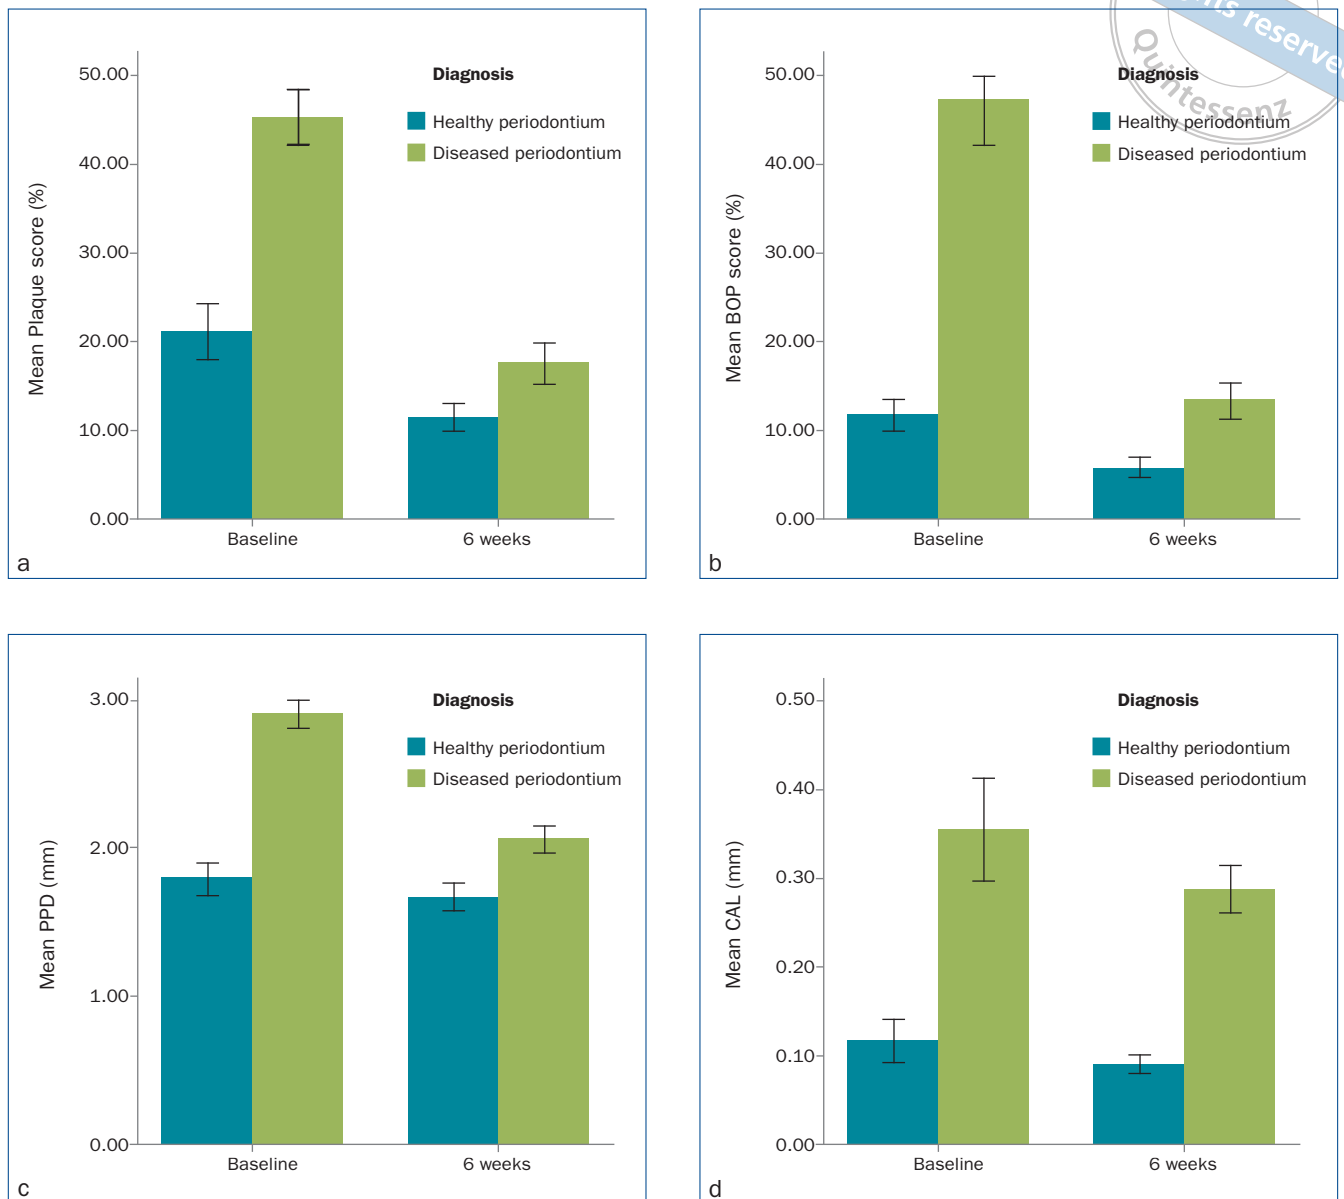 50.00
40.00
30.00
20.00
10.00
0.00
Mean Plaque score (%)
Diagnosis
Healthy periodontium
Diseased periodontium
Baseline
6 weeks
a
50.00
40.00
30.00
20.00
10.00
0.00
Mean BOP score (%)
Diagnosis
Healthy periodontium
Diseased periodontium
Baseline
6 weeks
b
Quintessenz
3.00
2.00
1.00
0.00
Mean PPD (mm)
Diagnosis
Healthy periodontium
Diseased periodontium
Baseline
6 weeks
c
0.50
0.40
0.30
0.20
0.10
0.00
Mean CAL (mm)
Diagnosis
Healthy periodontium
Diseased periodontium
Baseline
6 weeks
d